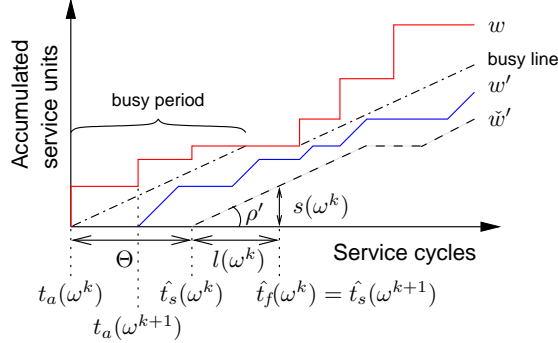 Accumulated
service units
busy period
w
busy line
w′
w̌′
ρ′
s(ω^k)
Θ
l(ω^k)
Service cycles
t_a(ω^k)
t̂_s(ω^k)
t̂_f(ω^k) = t̂_s(ω^{k+1})
t_a(ω^{k+1})